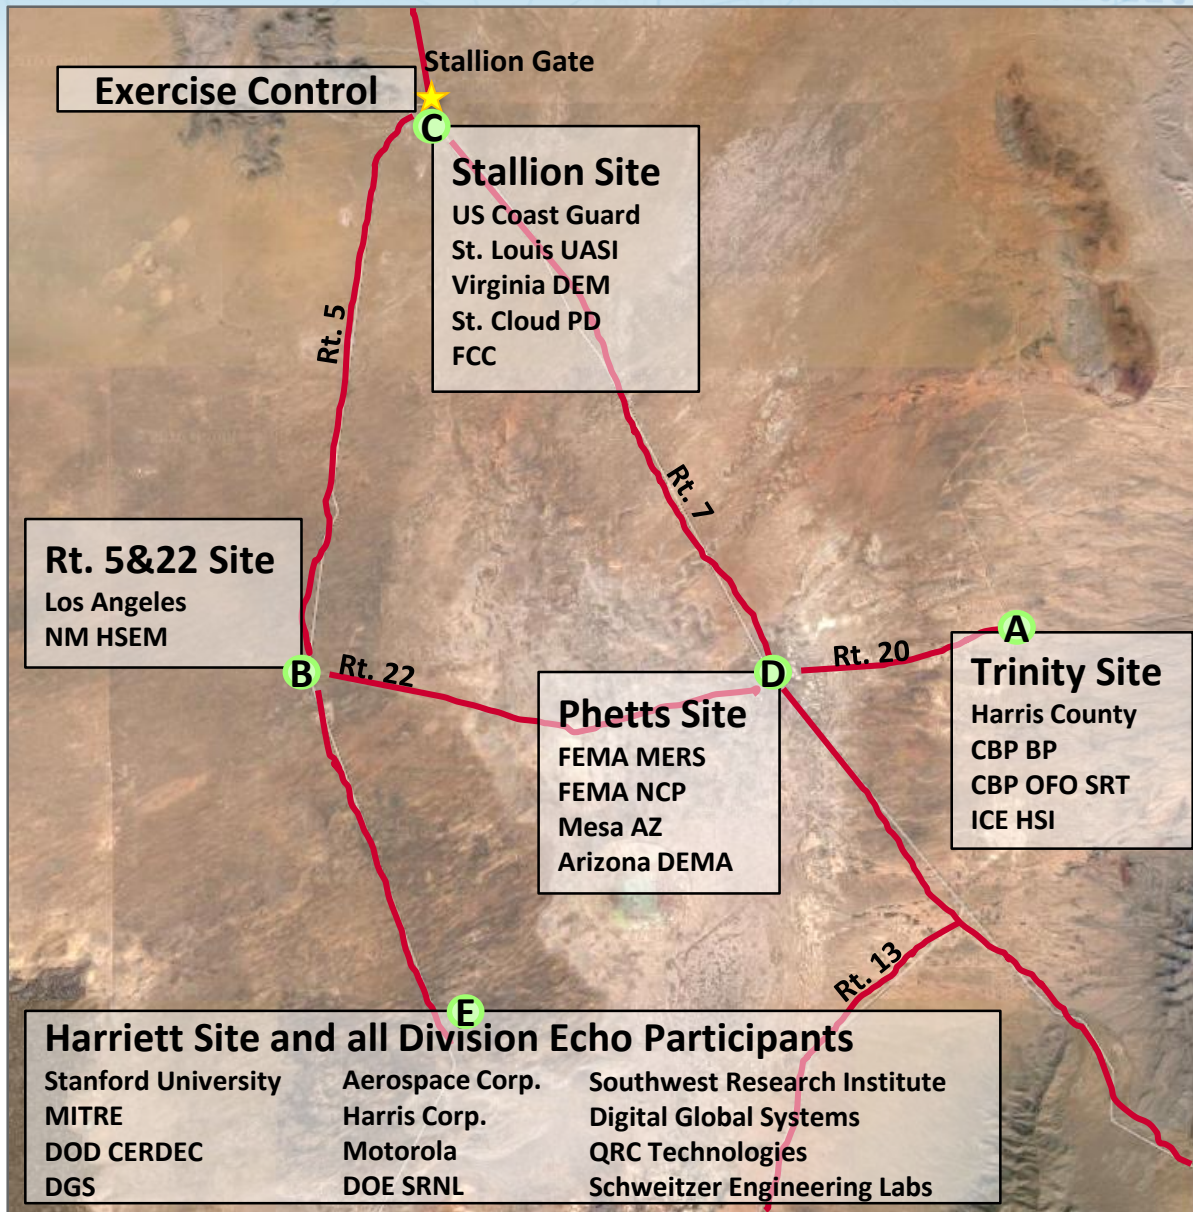 Stallion Gate
Exercise Control
C
Stallion Site
US Coast Guard
St. Louis UASI
Virginia DEM
St. Cloud PD
FCC
Rt. 5
Rt. 7
Rt. 5&22 Site
Los Angeles
NM HSEM
B
Rt. 22
D
Rt. 20
A
Trinity Site
Harris County
CBP BP
CBP OFO SRT
ICE HSI
Phetts Site
FEMA MERS
FEMA NCP
Mesa AZ
Arizona DEMA
Rt. 13
E
Harriett Site and all Division Echo Participants
Stanford University
MITRE
DOD CERDEC
DGS
Aerospace Corp.
Harris Corp.
Motorola
DOE SRNL
Southwest Research Institute
Digital Global Systems
QRC Technologies
Schweitzer Engineering Labs